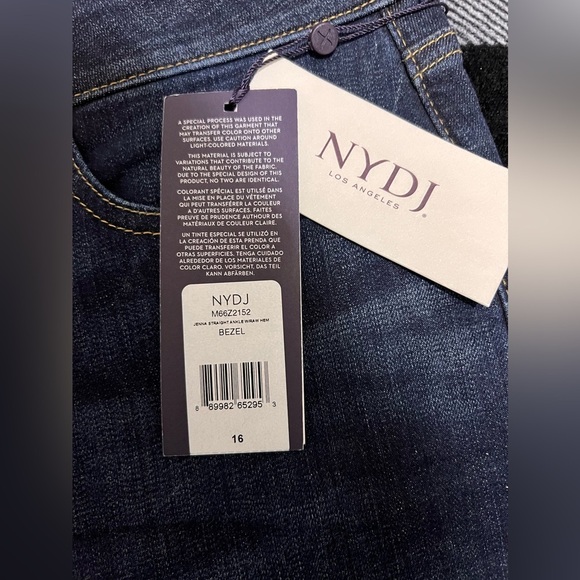 A SPECIAL PROCESS WAS USED IN THE
CREATION OF THIS GARMENT THAT
MAY TRANSFER COLOR ONTO OTHER
SURFACES. USE CAUTION AROUND
LIGHT-COLORED MATERIALS.
THIS MATERIAL IS SUBJECT TO
VARIATIONS THAT CONTRIBUTE TO THE
NATURAL BEAUTY OF THE FABRIC.
DUE TO THE SPECIAL DESIGN OF THIS
PRODUCT, NO TWO ARE IDENTICAL.
COLORANT SPÉCIAL EST UTILSÉ DANS
LA MISE EN PLACE DU VÊTEMENT
QUI PEUT TRANSFÉRER LA COULEUR
A D'AUTRES SURFACES. FAITES
PREUVE DE PRUDENCE AUTHOUR DES
MATÉRIAUX DE COULEUR CLAIRE.
UN TINTE ESPECIAL SE UTILIZÓ EN
LA CREACIÓN DE ESTA PRENDA QUE
PUEDE TRANSFERIR EL COLOR A
OTRAS SUPERFICIES. TENGA CUIDADO
ALREDEDOR DE LOS MATERIALES DE
COLOR CLARO. VORSICHT, DAS TEIL
KANN ABFÄRBEN.
NYDJ
M66Z2152
JENNA STRAIGHT ANKLE W/RAW HEM
BEZEL
8 89982 65295 3
16
NYDJ
LOS ANGELES
®